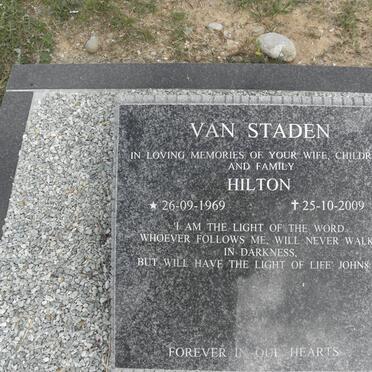 VAN STADEN
IN LOVING MEMORIES OF YOUR WIFE, CHILDRE
AND FAMILY
HILTON
★ 26-09-1969 ✝ 25-10-2009
'I AM THE LIGHT OF THE WORD.
WHOEVER FOLLOWS ME, WILL NEVER WALK
IN DARKNESS,
BUT WILL HAVE THE LIGHT OF LIFE' JOHN8:
FOREVER IN OUR HEARTS